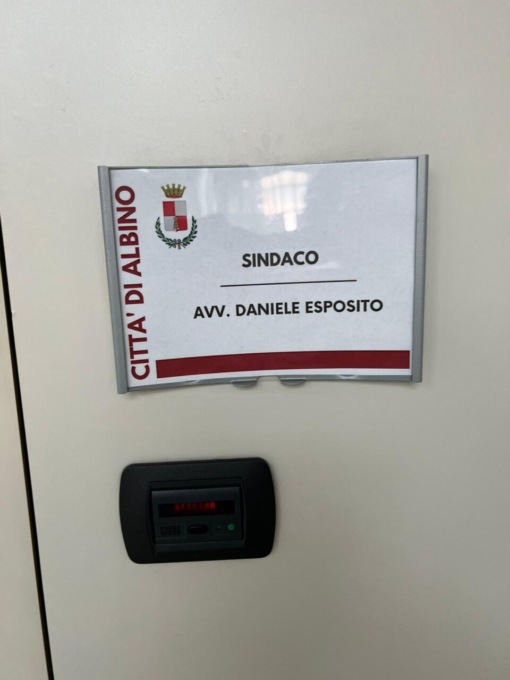 CITTA' DI ALBINO
SINDACO
AVV. DANIELE ESPOSITO